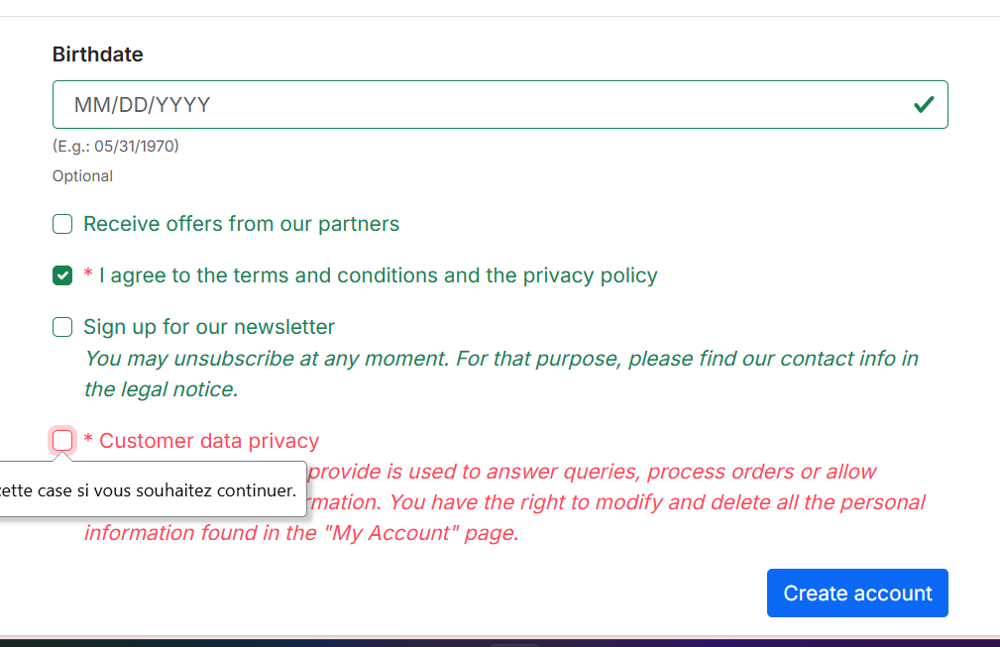 Birthdate
MM/DD/YYYY
(E.g.: 05/31/1970)
Optional
Receive offers from our partners
* I agree to the terms and conditions and the privacy policy
Sign up for our newsletter
You may unsubscribe at any moment. For that purpose, please find our contact info in
the legal notice.
* Customer data privacy
provide is used to answer queries, process orders or allow
cette case si vous souhaitez continuer.
rmation. You have the right to modify and delete all the personal
information found in the "My Account" page.
Create account